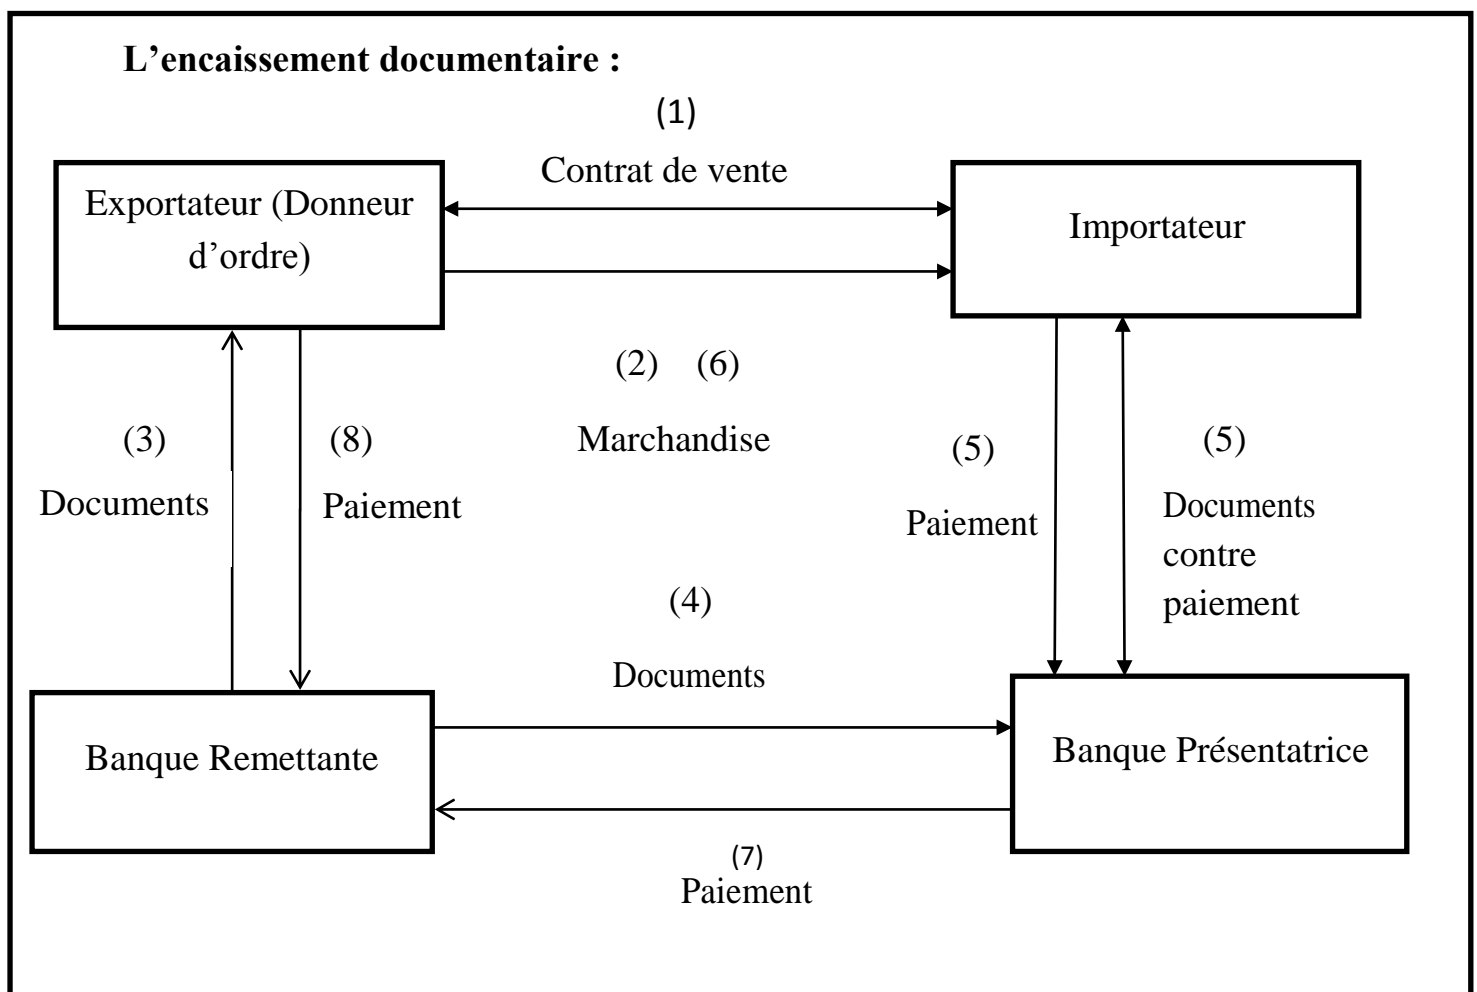 L’encaissement documentaire :
(1)
Contrat de vente
Exportateur (Donneur
d’ordre)
Importateur
(2) (6)
Marchandise
(3)
Documents
(8)
Paiement
(5)
Paiement
(5)
Documents
contre
paiement
(4)
Documents
Banque Remettante
Banque Présentatrice
(7)
Paiement